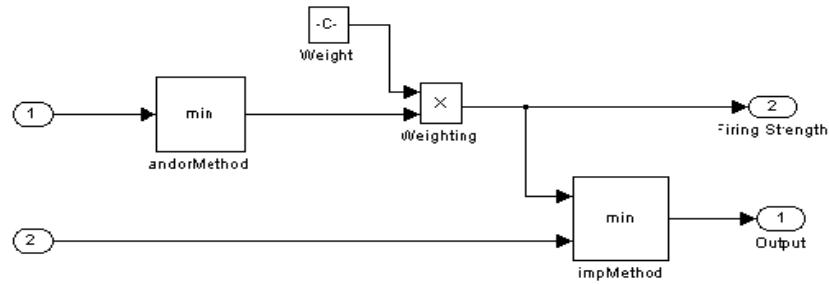 -C-
Weight
1
min
andorMethod
×
Weighting
2
Firing Strength
2
min
impMethod
1
Output